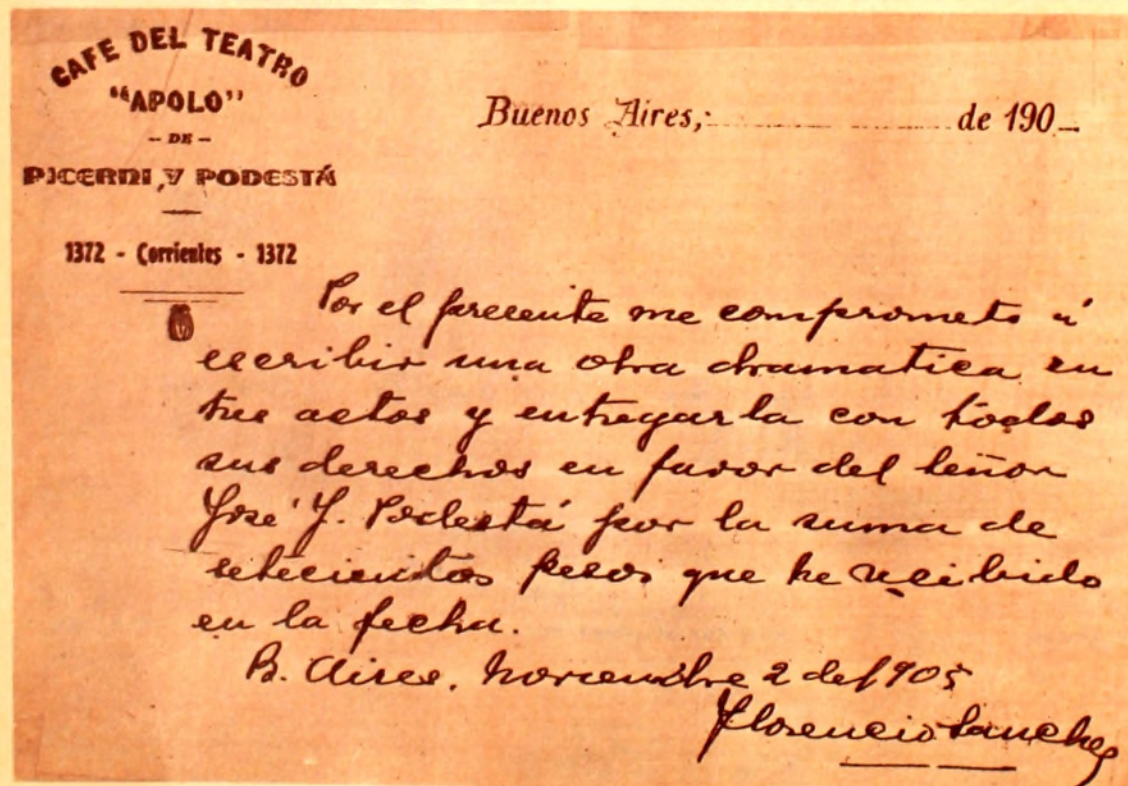 CAFE DEL TEATRO
"APOLO"
- DE -
PICERNI, Y PODESTÁ
1372 - Corrientes - 1372
Buenos Aires, de 190
Por el presente me comprometo á
escribir una obra dramatica en
tres actos y entregarla con todos
sus derechos en favor del señor
José J. Podestá por la suma de
setecientos pesos que he recibido
en la fecha.
B. Aires, Noviembre 2 de 1905
Florencio Sanchez